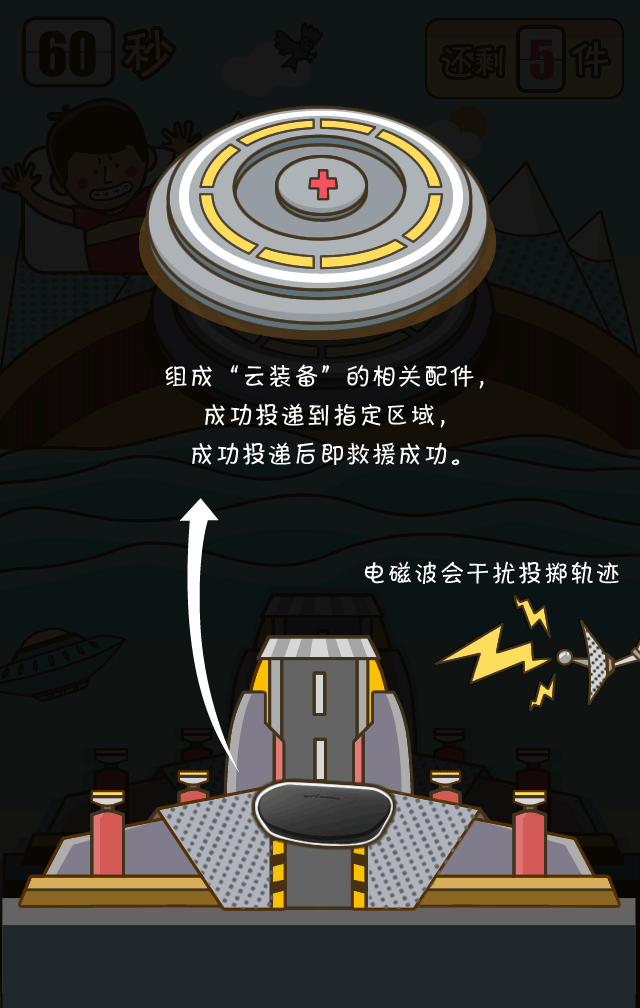 60 秒
还剩 5 件
组成“云装备”的相关配件，
成功投递到指定区域，
成功投递后即救援成功。
电磁波会干扰投掷轨迹